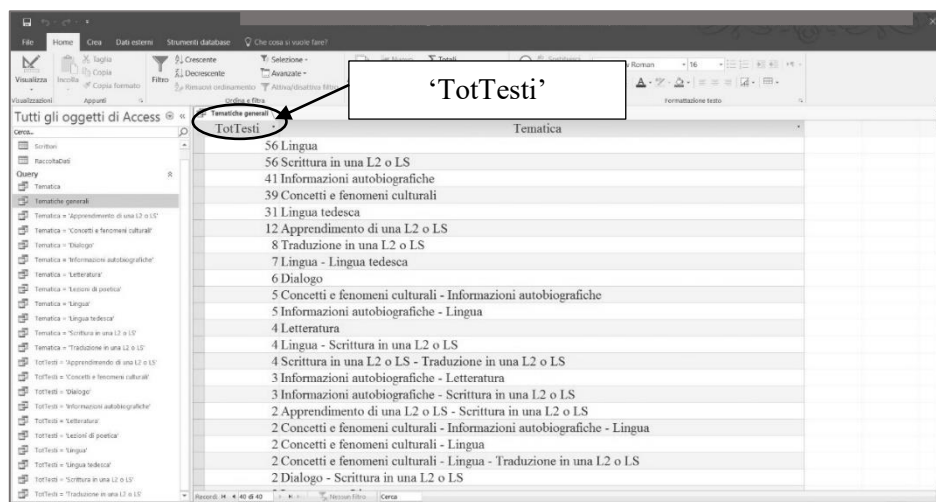 File Home Crea Dati esterni Strumenti database Che cosa si vuole fare?
Visualizza
Incolla
Taglia
Copia
Copia formato
Filtro
Crescente
Decrescente
Rimuovi ordinamento
Selezione
Avanzate
Attiva/disattiva filtro
Totali
Roman 16
Visualizzazioni Appunti Ordina e filtra Formattazione testo
'TotTesti'
Tutti gli oggetti di Access
Cerca...
Scrittori
RaccoltaDati
Query
Tematica
Tematiche generali
Tematica = 'Apprendimento di una L2 o LS'
Tematica = 'Concetti e fenomeni culturali'
Tematica = 'Dialogo'
Tematica = 'Informazioni autobiografiche'
Tematica = 'Letteratura'
Tematica = 'Lezioni di poetica'
Tematica = 'Lingua'
Tematica = 'Lingua tedesca'
Tematica = 'Scrittura in una L2 o LS'
Tematica = 'Traduzione in una L2 o LS'
TotTesti = 'Apprendimando di una L2 o LS'
TotTesti = 'Concetti e fenomeni culturali'
TotTesti = 'Dialogo'
TotTesti = 'Informazioni autobiografiche'
TotTesti = 'Letteratura'
TotTesti = 'Lezioni di poetica'
TotTesti = 'Lingua'
TotTesti = 'Lingua tedesca'
TotTesti = 'Scrittura in una L2 o LS'
TotTesti = 'Traduzione in una L2 o LS'
Tematiche generali
TotTesti Tematica
56 Lingua
56 Scrittura in una L2 o LS
41 Informazioni autobiografiche
39 Concetti e fenomeni culturali
31 Lingua tedesca
12 Apprendimento di una L2 o LS
8 Traduzione in una L2 o LS
7 Lingua - Lingua tedesca
6 Dialogo
5 Concetti e fenomeni culturali - Informazioni autobiografiche
5 Informazioni autobiografiche - Lingua
4 Letteratura
4 Lingua - Scrittura in una L2 o LS
4 Scrittura in una L2 o LS - Traduzione in una L2 o LS
3 Informazioni autobiografiche - Letteratura
3 Informazioni autobiografiche - Scrittura in una L2 o LS
2 Apprendimento di una L2 o LS - Scrittura in una L2 o LS
2 Concetti e fenomeni culturali - Informazioni autobiografiche - Lingua
2 Concetti e fenomeni culturali - Lingua
2 Concetti e fenomeni culturali - Lingua - Traduzione in una L2 o LS
2 Dialogo - Scrittura in una L2 o LS
Record: 40 di 40 Nessun filtro Cerca